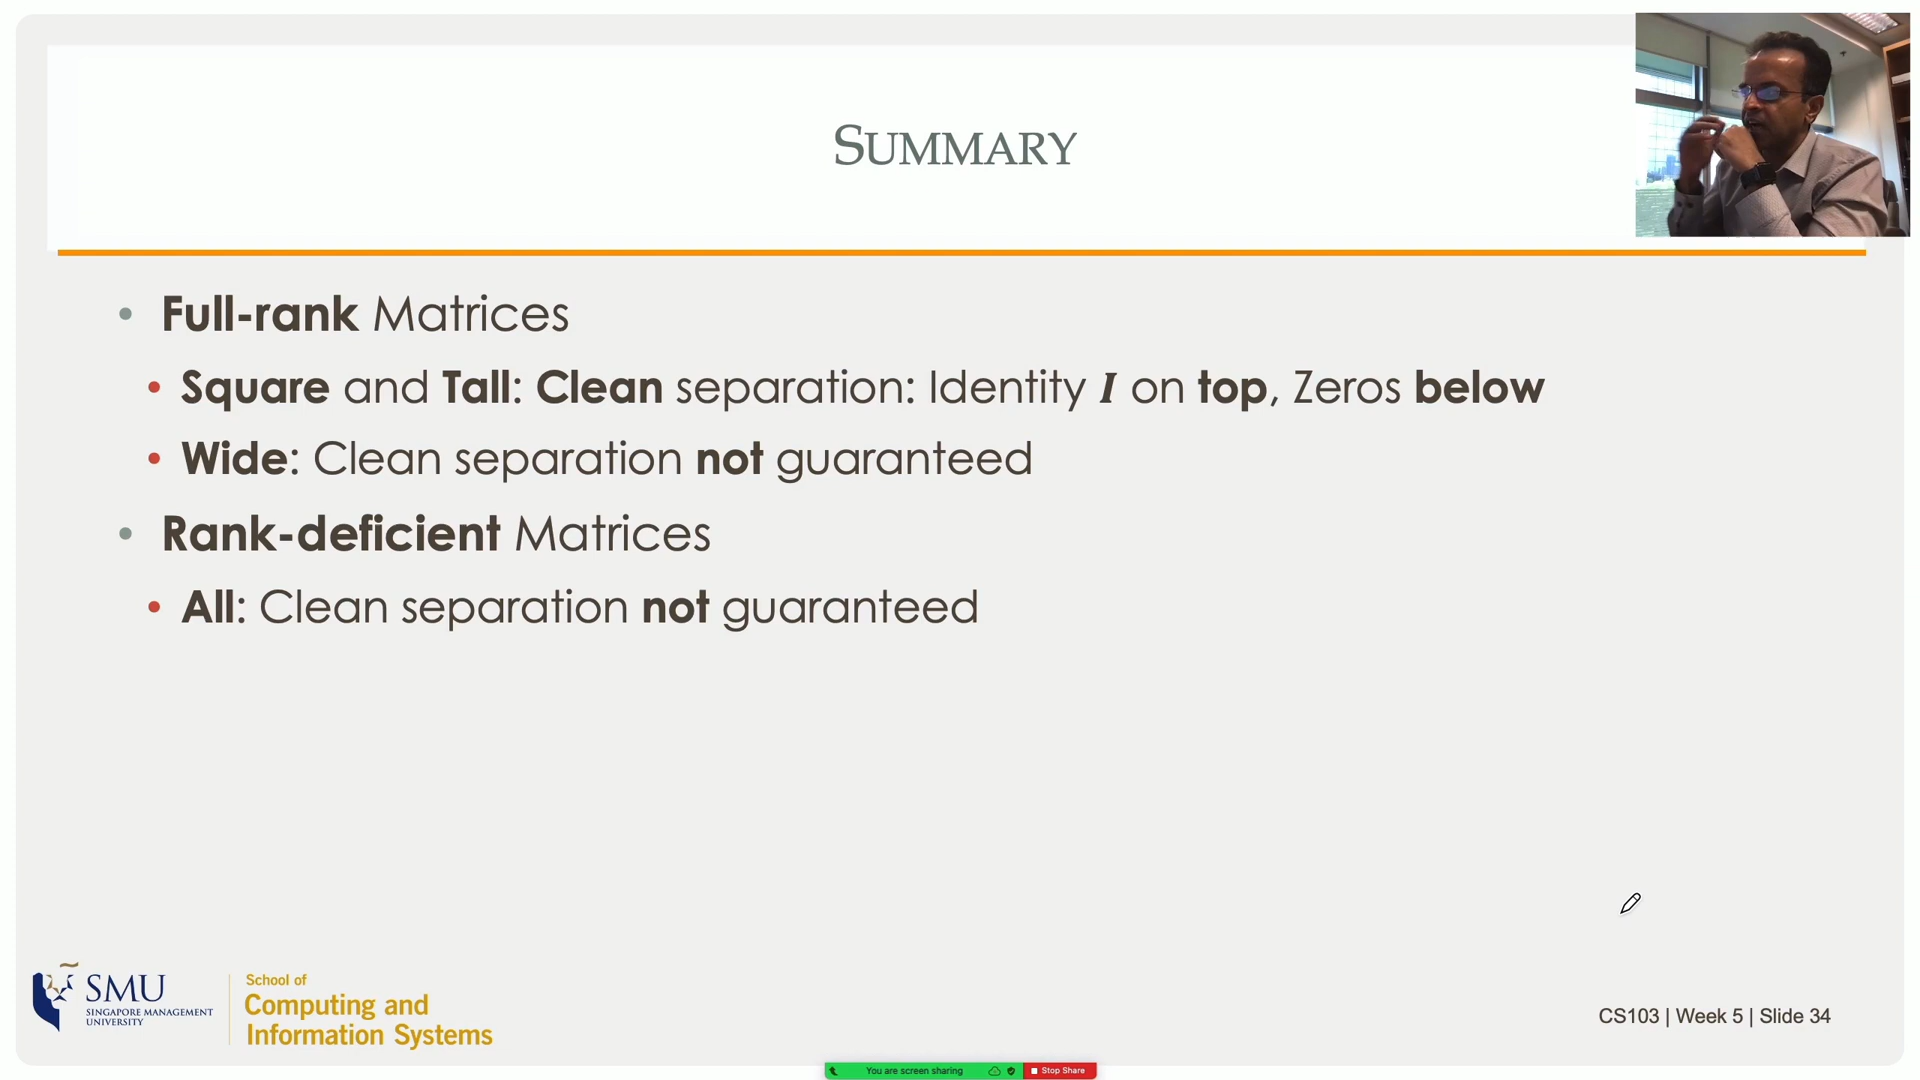 SUMMARY
• Full-rank Matrices
• Square and Tall: Clean separation: Identity I on top, Zeros below
• Wide: Clean separation not guaranteed
• Rank-deficient Matrices
• All: Clean separation not guaranteed
SMU
SINGAPORE MANAGEMENT
UNIVERSITY
School of
Computing and
Information Systems
CS103 | Week 5 | Slide 34
You are screen sharing
Stop Share